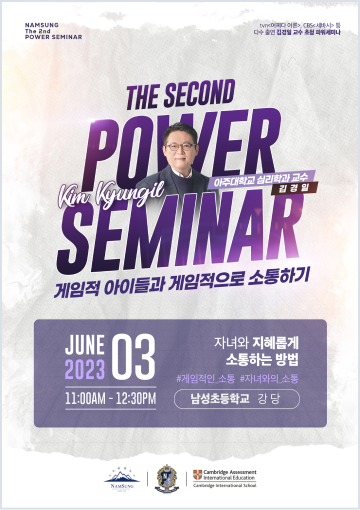 NAMSUNG
The 2nd
POWER SEMINAR
tvN<어쩌다 어른>, CBS<세바시> 등
다수 출연 김경일 교수 초청 파워세미나
THE SECOND
POWER
Kim Kyungil
아주대학교 심리학과 교수
김경일
SEMINAR
게임적 아이들과 게임적으로 소통하기
JUNE
2023
03
11:00AM - 12:30PM
자녀와 지혜롭게
소통하는 방법
#게임적인_소통 #자녀와의_소통
남성초등학교 강당
NAMSUNG
Cambridge Assessment
International Education
Cambridge International School